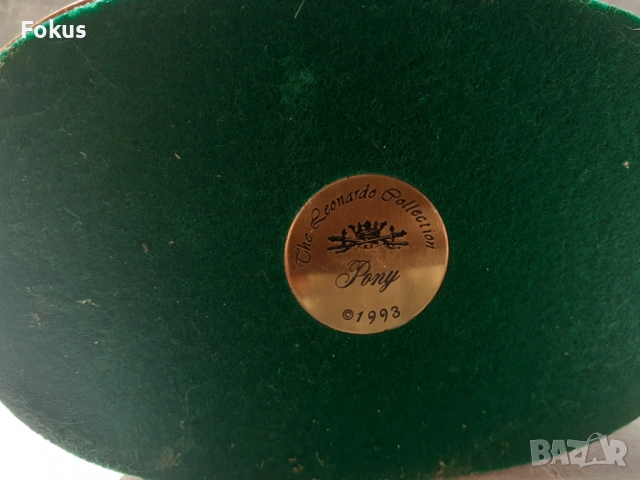 Fokus
The Leonardo Collection
Pony
©1993
BAZAR